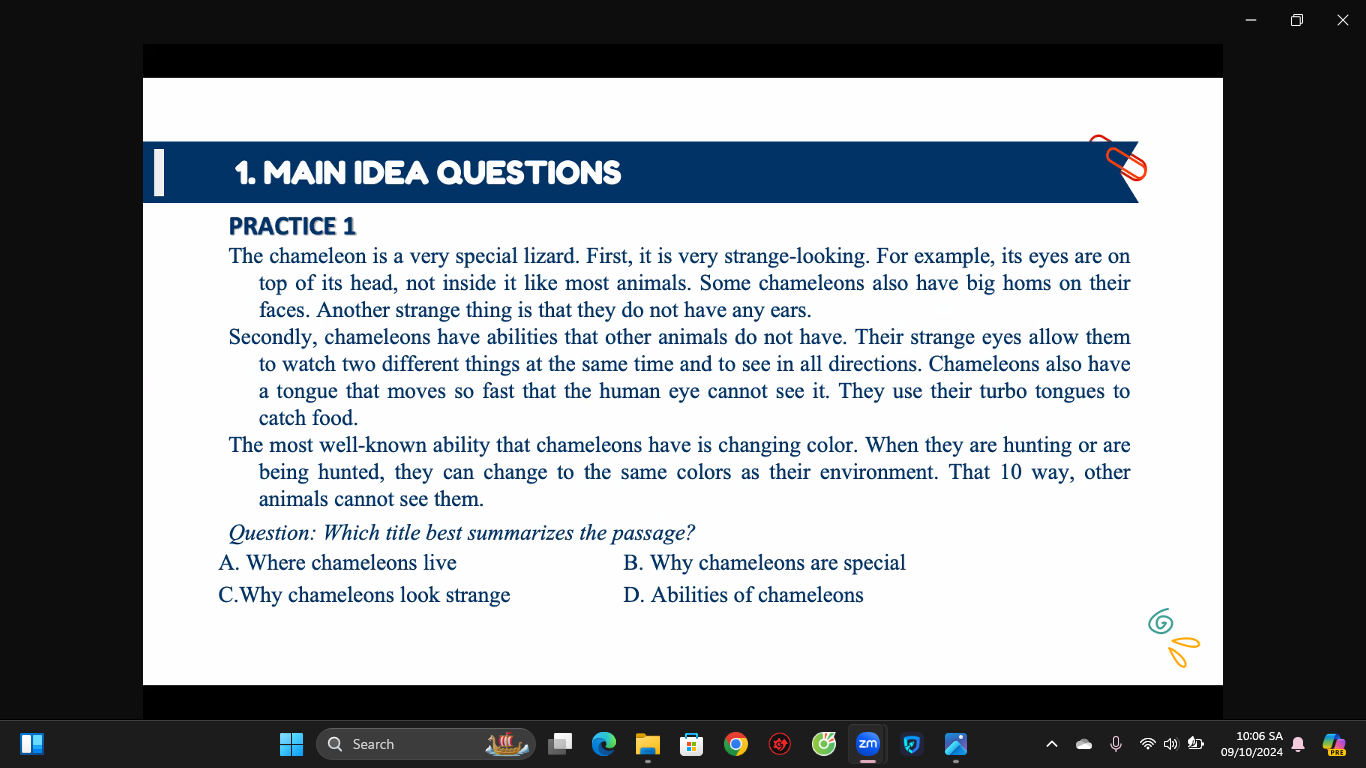 1. MAIN IDEA QUESTIONS
PRACTICE 1
The chameleon is a very special lizard. First, it is very strange-looking. For example, its eyes are on
top of its head, not inside it like most animals. Some chameleons also have big homs on their
faces. Another strange thing is that they do not have any ears.
Secondly, chameleons have abilities that other animals do not have. Their strange eyes allow them
to watch two different things at the same time and to see in all directions. Chameleons also have
a tongue that moves so fast that the human eye cannot see it. They use their turbo tongues to
catch food.
The most well-known ability that chameleons have is changing color. When they are hunting or are
being hunted, they can change to the same colors as their environment. That 10 way, other
animals cannot see them.
Question: Which title best summarizes the passage?
A. Where chameleons live B. Why chameleons are special
C.Why chameleons look strange D. Abilities of chameleons
Search
zm
10:06 SA
09/10/2024
PRE